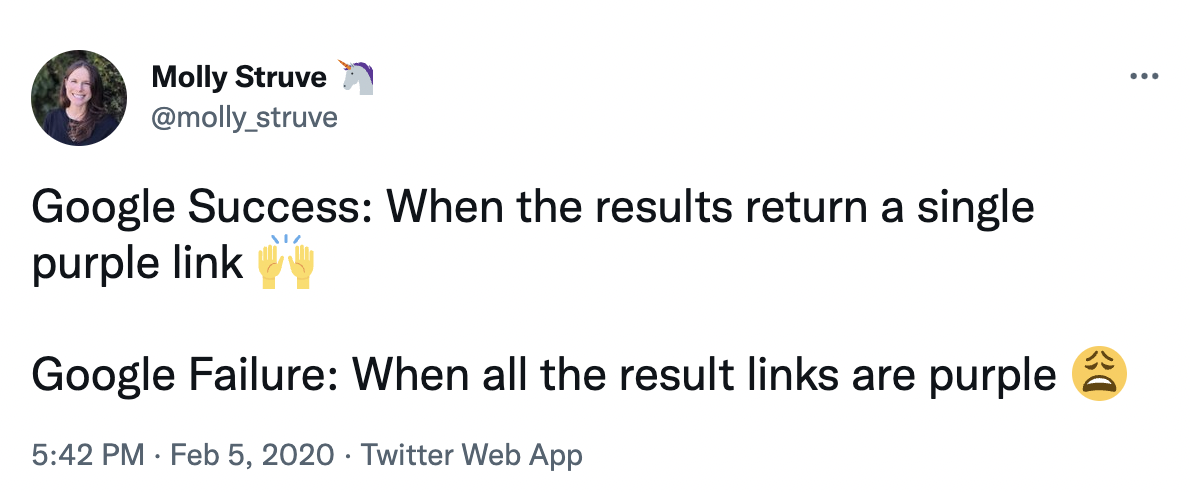 Molly Struve 🦄
@molly_struve
Google Success: When the results return a single
purple link 🙌
Google Failure: When all the result links are purple 😩
5:42 PM · Feb 5, 2020 · Twitter Web App